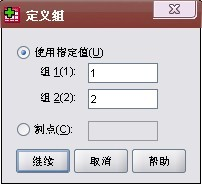 定义组
使用指定值(U)
组 1(1): 1
组 2(2): 2
割点(C):
继续 取消 帮助